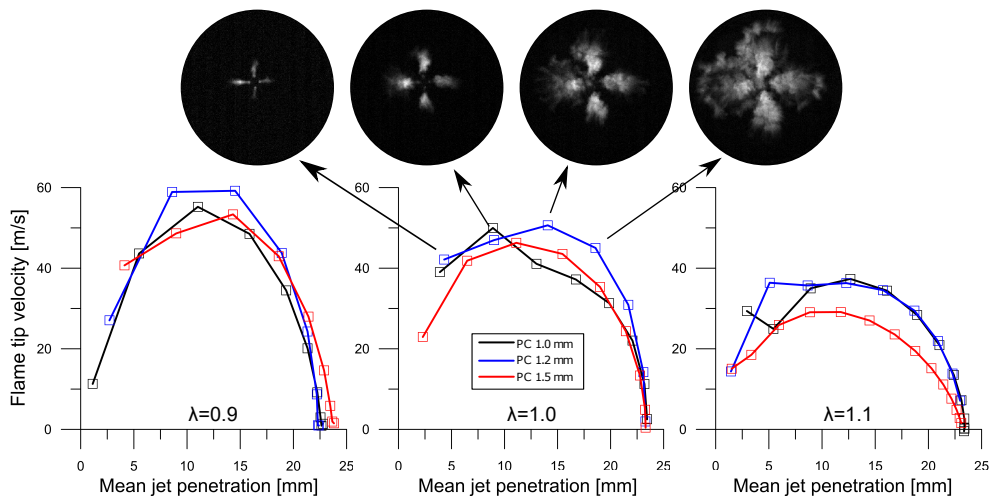 Flame tip velocity [m/s]
60
40
20
0
0 5 10 15 20 25
λ=0.9
Mean jet penetration [mm]
60
40
20
0
0 5 10 15 20 25
PC 1.0 mm
PC 1.2 mm
PC 1.5 mm
λ=1.0
Mean jet penetration [mm]
60
40
20
0
0 5 10 15 20 25
λ=1.1
Mean jet penetration [mm]